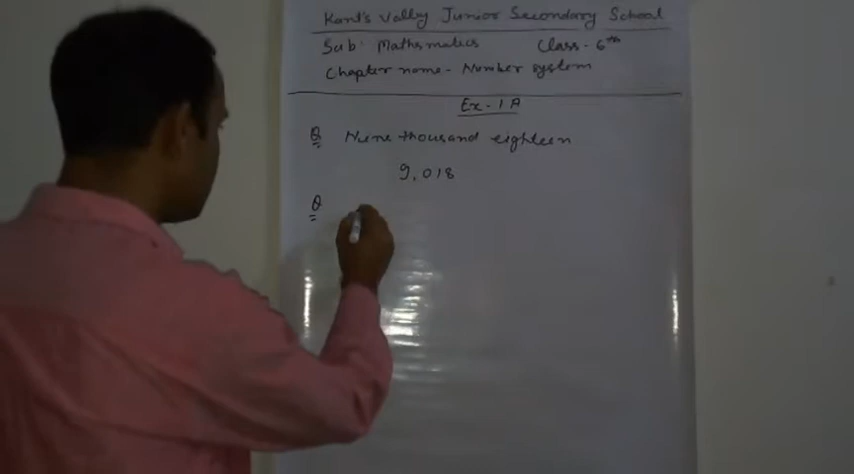 Kant's Valley Junior Secondary School
Sub: Mathematics Class - 6th
Chapter name - Number system
Ex - 1 A
Q Nine thousand eighteen
9,018
Q